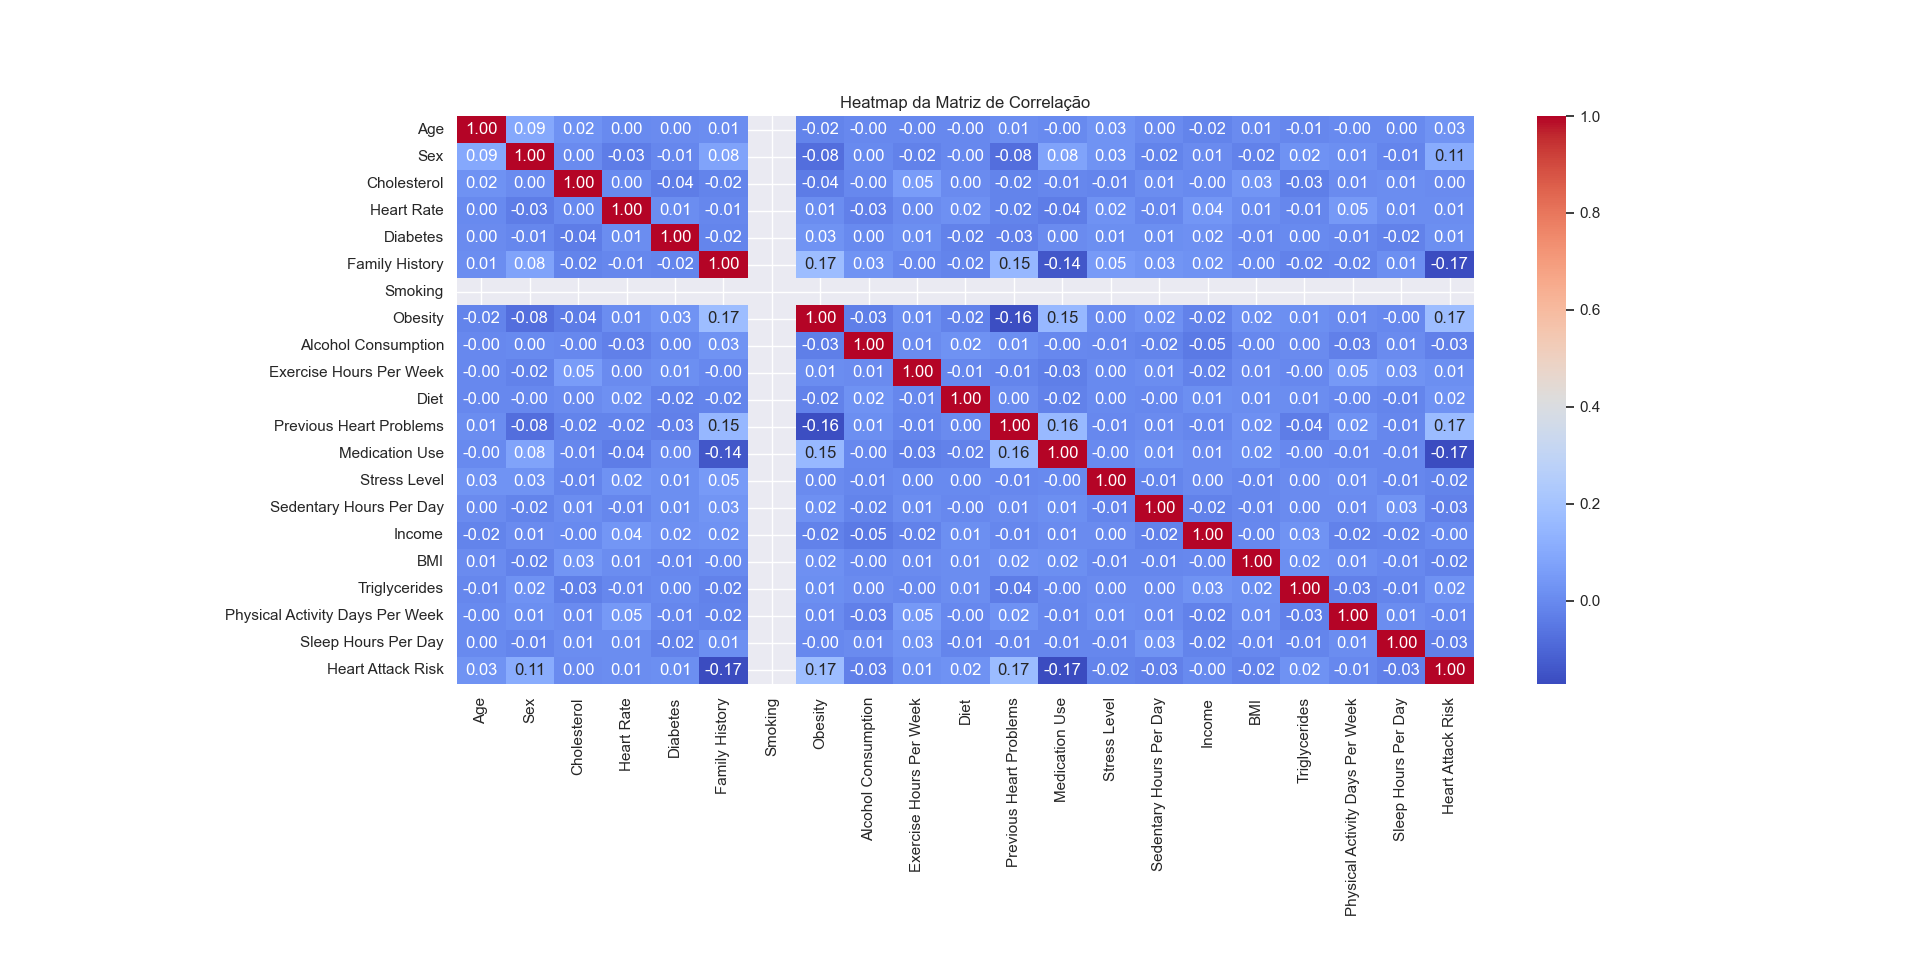 Heatmap da Matriz de Correlação
Age 1.00 0.09 0.02 0.00 0.00 0.01 -0.02 -0.00 -0.00 -0.00 0.01 -0.00 0.03 0.00 -0.02 0.01 -0.01 -0.00 0.00 0.03
Sex 0.09 1.00 0.00 -0.03 -0.01 0.08 -0.08 0.00 -0.02 -0.00 -0.08 0.08 0.03 -0.02 0.01 -0.02 0.02 0.01 -0.01 0.11
Cholesterol 0.02 0.00 1.00 0.00 -0.04 -0.02 -0.04 -0.00 0.05 0.00 -0.02 -0.01 -0.01 0.01 -0.00 0.03 -0.03 0.01 0.01 0.00
Heart Rate 0.00 -0.03 0.00 1.00 0.01 -0.01 0.01 -0.03 0.00 0.02 -0.02 -0.04 0.02 -0.01 0.04 0.01 -0.01 0.05 0.01 0.01
Diabetes 0.00 -0.01 -0.04 0.01 1.00 -0.02 0.03 0.00 0.01 -0.02 -0.03 0.00 0.01 0.01 0.02 -0.01 0.00 -0.01 -0.02 0.01
Family History 0.01 0.08 -0.02 -0.01 -0.02 1.00 0.17 0.03 -0.00 -0.02 0.15 -0.14 0.05 0.03 0.02 -0.00 -0.02 -0.02 0.01 -0.17
Smoking
Obesity -0.02 -0.08 -0.04 0.01 0.03 0.17 1.00 -0.03 0.01 -0.02 -0.16 0.15 0.00 0.02 -0.02 0.02 0.01 0.01 -0.00 0.17
Alcohol Consumption -0.00 0.00 -0.00 -0.03 0.00 0.03 -0.03 1.00 0.01 0.02 0.01 -0.00 -0.01 -0.02 -0.05 -0.00 0.00 -0.03 0.01 -0.03
Exercise Hours Per Week -0.00 -0.02 0.05 0.00 0.01 -0.00 0.01 0.01 1.00 -0.01 -0.01 -0.03 0.00 0.01 -0.02 0.01 -0.00 0.05 0.03 0.01
Diet -0.00 -0.00 0.00 0.02 -0.02 -0.02 -0.02 0.02 -0.01 1.00 0.00 -0.02 0.00 -0.00 0.01 0.01 0.01 -0.00 -0.01 0.02
Previous Heart Problems 0.01 -0.08 -0.02 -0.02 -0.03 0.15 -0.16 0.01 -0.01 0.00 1.00 0.16 -0.01 0.01 -0.01 0.02 -0.04 0.02 -0.01 0.17
Medication Use -0.00 0.08 -0.01 -0.04 0.00 -0.14 0.15 -0.00 -0.03 -0.02 0.16 1.00 -0.00 0.01 0.01 0.02 -0.00 -0.01 -0.01 -0.17
Stress Level 0.03 0.03 -0.01 0.02 0.01 0.05 0.00 -0.01 0.00 0.00 -0.01 -0.00 1.00 -0.01 0.00 -0.01 0.00 0.01 -0.01 -0.02
Sedentary Hours Per Day 0.00 -0.02 0.01 -0.01 0.01 0.03 0.02 -0.02 0.01 -0.00 0.01 0.01 -0.01 1.00 -0.02 -0.01 0.00 0.01 0.03 -0.03
Income -0.02 0.01 -0.00 0.04 0.02 0.02 -0.02 -0.05 -0.02 0.01 -0.01 0.01 0.00 -0.02 1.00 -0.00 0.03 -0.02 -0.02 -0.00
BMI 0.01 -0.02 0.03 0.01 -0.01 -0.00 0.02 -0.00 0.01 0.01 0.02 0.02 -0.01 -0.01 -0.00 1.00 0.02 0.01 -0.01 -0.02
Triglycerides -0.01 0.02 -0.03 -0.01 0.00 -0.02 0.01 0.00 -0.00 0.01 -0.04 -0.00 0.00 0.00 0.03 0.02 1.00 -0.03 -0.01 0.02
Physical Activity Days Per Week -0.00 0.01 0.01 0.05 -0.01 -0.02 0.01 -0.03 0.05 -0.00 0.02 -0.01 0.01 0.01 -0.02 0.01 -0.03 1.00 0.01 -0.01
Sleep Hours Per Day 0.00 -0.01 0.01 0.01 -0.02 0.01 -0.00 0.01 0.03 -0.01 -0.01 -0.01 -0.01 0.03 -0.02 -0.01 -0.01 0.01 1.00 -0.03
Heart Attack Risk 0.03 0.11 0.00 0.01 0.01 -0.17 0.17 -0.03 0.01 0.02 0.17 -0.17 -0.02 -0.03 -0.00 -0.02 0.02 -0.01 -0.03 1.00
Age
Sex
Cholesterol
Heart Rate
Diabetes
Family History
Smoking
Obesity
Alcohol Consumption
Exercise Hours Per Week
Diet
Previous Heart Problems
Medication Use
Stress Level
Sedentary Hours Per Day
Income
BMI
Triglycerides
Physical Activity Days Per Week
Sleep Hours Per Day
Heart Attack Risk
1.0
0.8
0.6
0.4
0.2
0.0